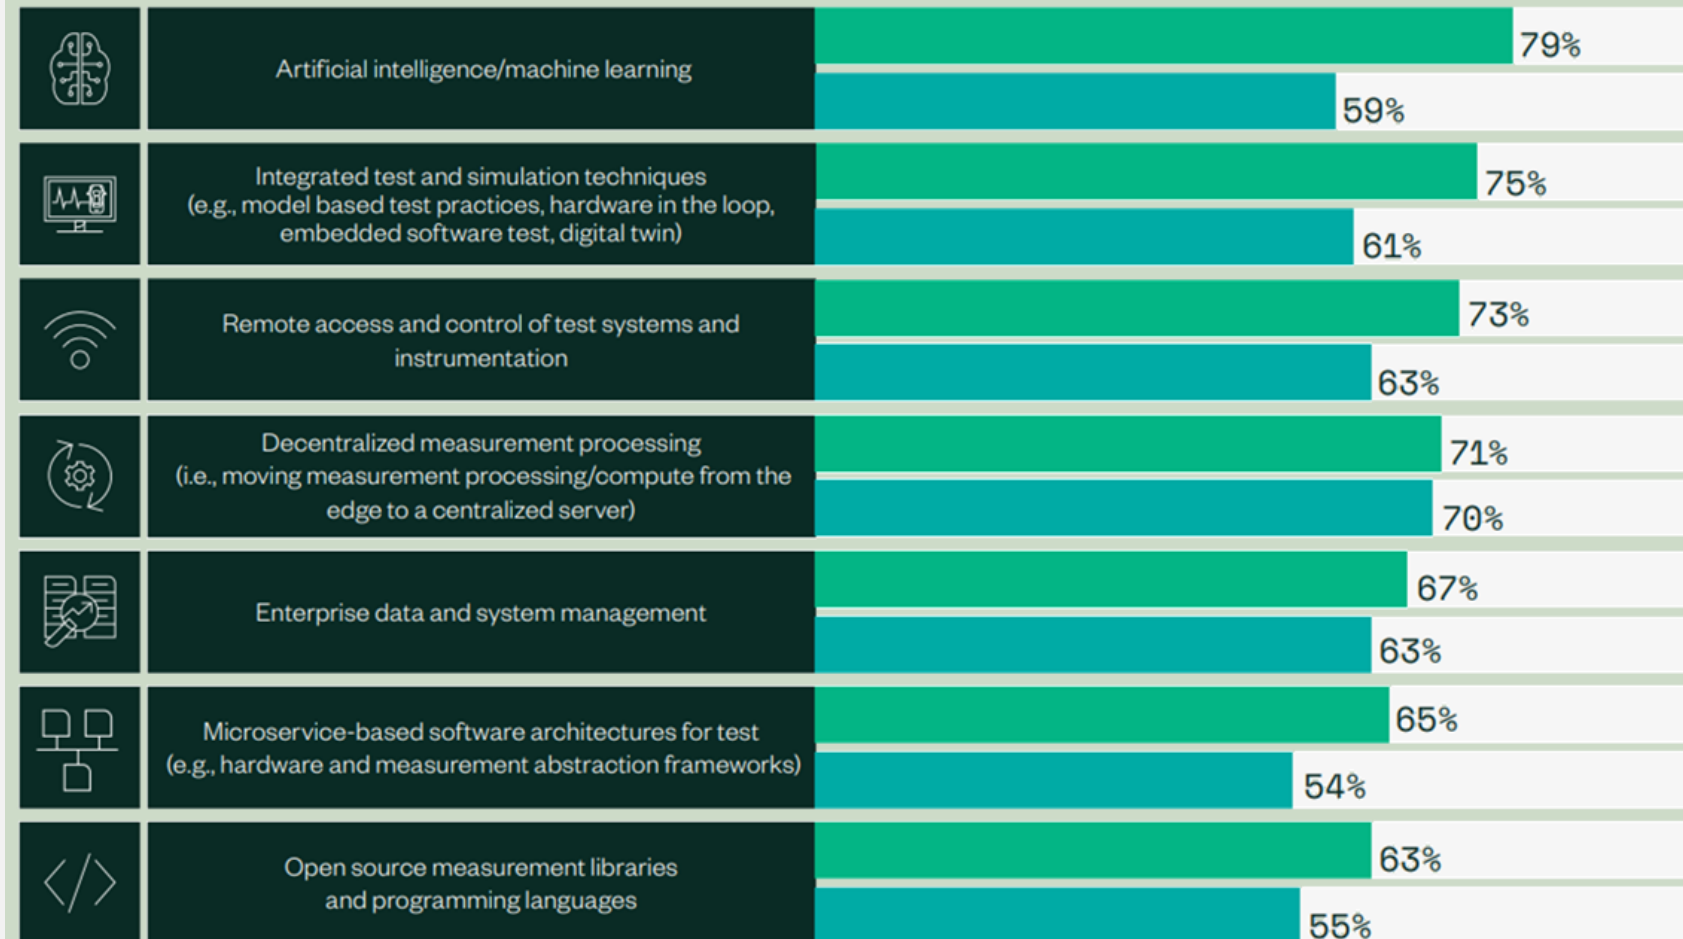 Artificial intelligence/machine learning
79%
59%
Integrated test and simulation techniques
(e.g., model based test practices, hardware in the loop,
embedded software test, digital twin)
75%
61%
Remote access and control of test systems and
instrumentation
73%
63%
Decentralized measurement processing
(i.e., moving measurement processing/compute from the
edge to a centralized server)
71%
70%
Enterprise data and system management
67%
63%
Microservice-based software architectures for test
(e.g., hardware and measurement abstraction frameworks)
65%
54%
Open source measurement libraries
and programming languages
63%
55%